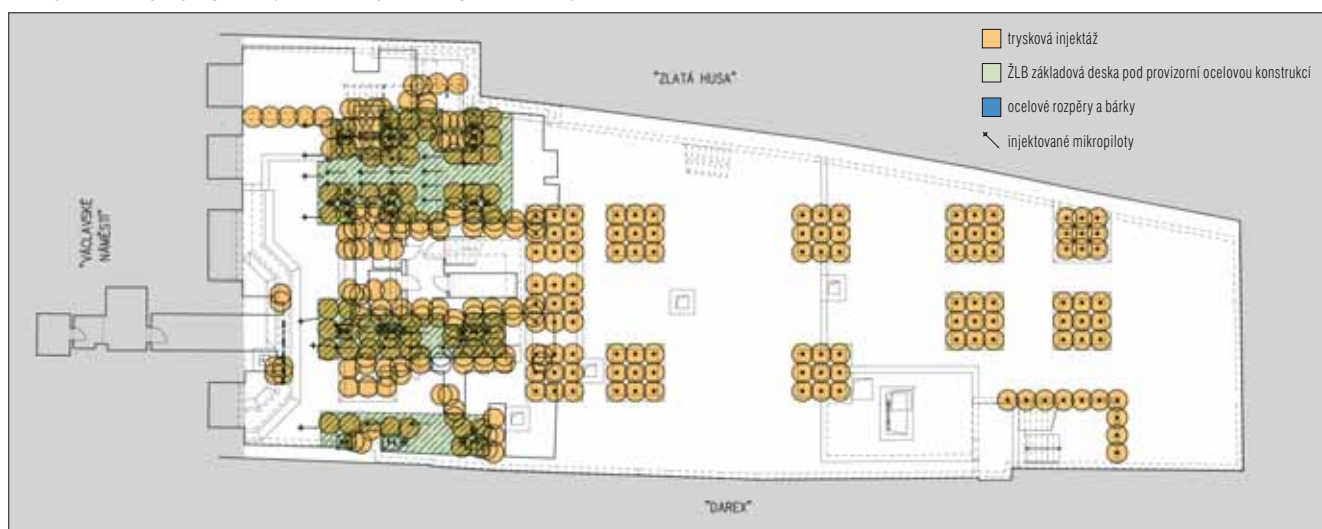 trysková injektáž
"ZLATÁ HUSA"
ŽLB základová deska pod provizorní ocelovou konstrukcí
ocelové rozpěry a bárky
injektované mikropiloty
"VÁCLAVSKÉ
NÁMĚSTÍ"
"DAREX"